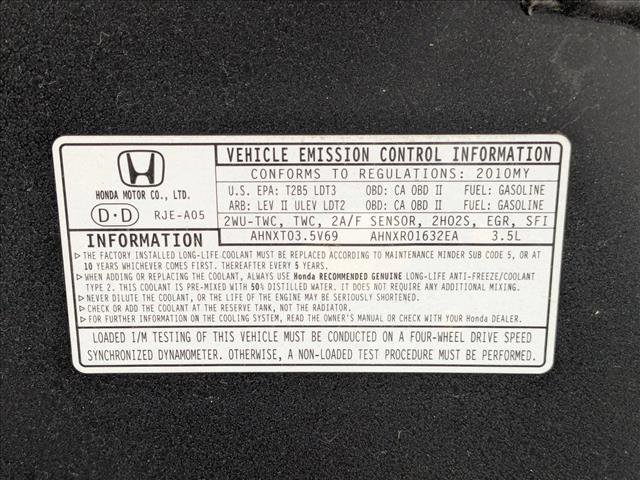 VEHICLE EMISSION CONTROL INFORMATION
CONFORMS TO REGULATIONS: 2010MY
HONDA MOTOR CO., LTD.
D·D RJE-A05
U.S. EPA: T2B5 LDT3 OBD: CA OBD II FUEL: GASOLINE
ARB: LEV II ULEV LDT2 OBD: CA OBD II FUEL: GASOLINE
2WU-TWC, TWC, 2A/F SENSOR, 2HO2S, EGR, SFI
AHNXT03.5V69 AHNXR01632EA 3.5L
INFORMATION
▷THE FACTORY INSTALLED LONG-LIFE COOLANT MUST BE REPLACED ACCORDING TO MAINTENANCE MINDER SUB CODE 5, OR AT
10 YEARS WHICHEVER COMES FIRST. THEREAFTER EVERY 5 YEARS.
▷WHEN ADDING OR REPLACING THE COOLANT, ALWAYS USE Honda RECOMMENDED GENUINE LONG-LIFE ANTI-FREEZE/COOLANT
TYPE 2. THIS COOLANT IS PRE-MIXED WITH 50% DISTILLED WATER. IT DOES NOT REQUIRE ANY ADDITIONAL MIXING.
▷NEVER DILUTE THE COOLANT, OR THE LIFE OF THE ENGINE MAY BE SERIOUSLY SHORTENED.
▷CHECK OR ADD THE COOLANT AT THE RESERVE TANK, NOT THE RADIATOR.
▷FOR FURTHER INFORMATION ON THE COOLING SYSTEM, READ THE OWNER'S MANUAL OR CHECK WITH YOUR Honda DEALER.
LOADED I/M TESTING OF THIS VEHICLE MUST BE CONDUCTED ON A FOUR-WHEEL DRIVE SPEED
SYNCHRONIZED DYNAMOMETER. OTHERWISE, A NON-LOADED TEST PROCEDURE MUST BE PERFORMED.